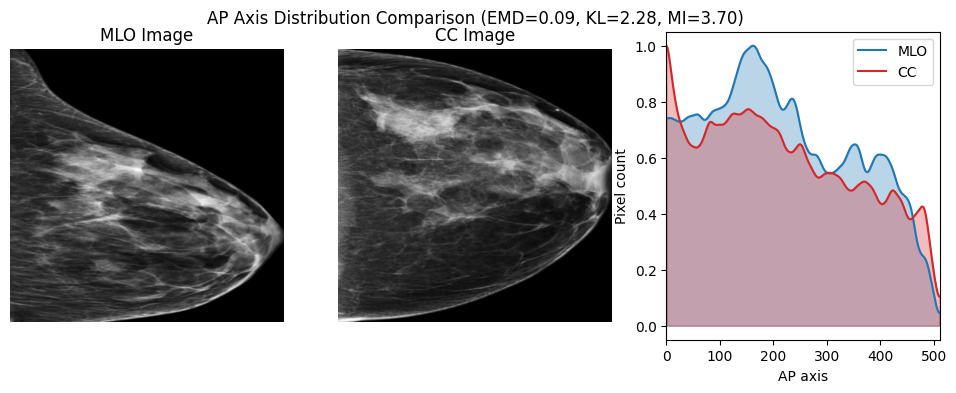 AP Axis Distribution Comparison (EMD=0.09, KL=2.28, MI=3.70)
MLO Image
CC Image
MLO
CC
Pixel count
1.0
0.8
0.6
0.4
0.2
0.0
0 100 200 300 400 500
AP axis